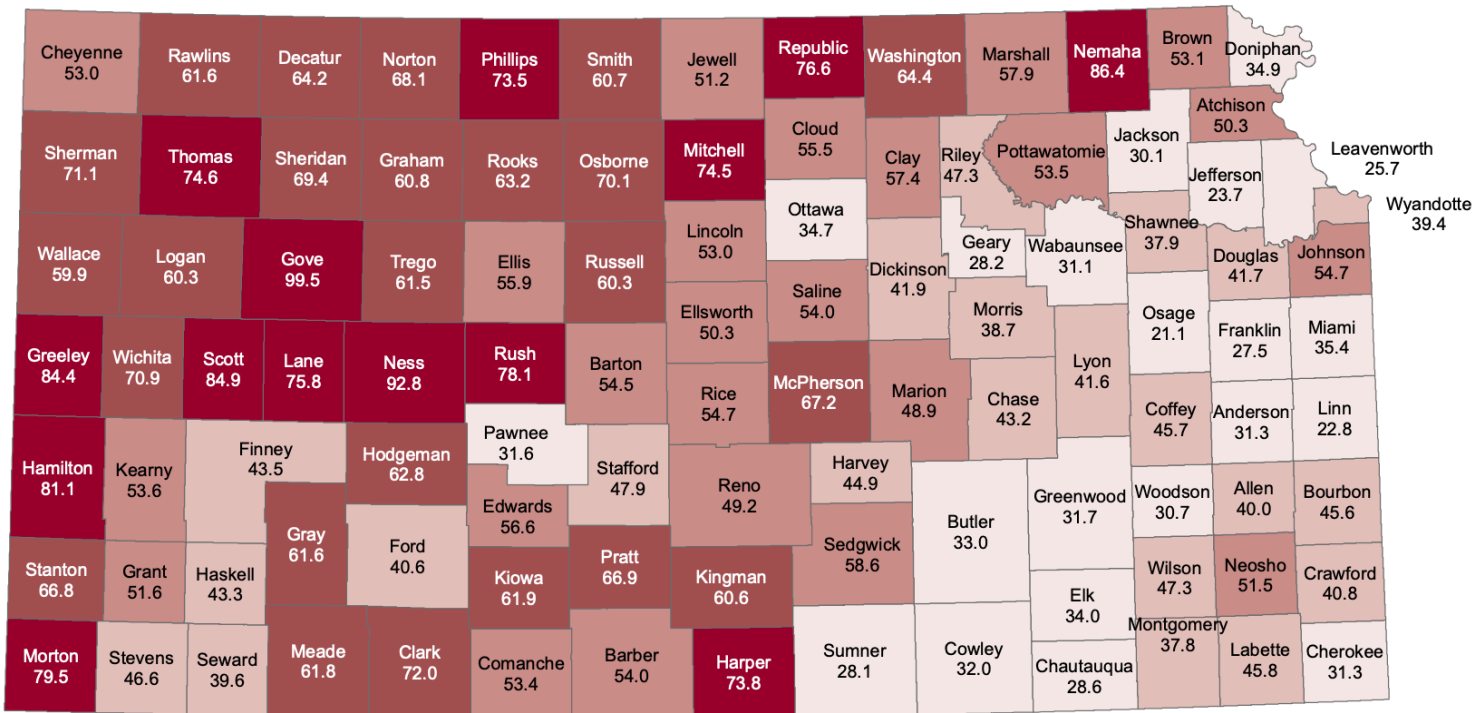 Cheyenne
53.0
Rawlins
61.6
Decatur
64.2
Norton
68.1
Phillips
73.5
Smith
60.7
Jewell
51.2
Republic
76.6
Washington
64.4
Marshall
57.9
Nemaha
86.4
Brown
53.1
Doniphan
34.9
Atchison
50.3
Sherman
71.1
Thomas
74.6
Sheridan
69.4
Graham
60.8
Rooks
63.2
Osborne
70.1
Mitchell
74.5
Cloud
55.5
Clay
57.4
Riley
47.3
Pottawatomie
53.5
Jackson
30.1
Jefferson
23.7
Leavenworth
25.7
Wyandotte
39.4
Ottawa
34.7
Wallace
59.9
Logan
60.3
Gove
99.5
Trego
61.5
Ellis
55.9
Russell
60.3
Lincoln
53.0
Saline
54.0
Dickinson
41.9
Geary
28.2
Wabaunsee
31.1
Shawnee
37.9
Douglas
41.7
Johnson
54.7
Ellsworth
50.3
Morris
38.7
Osage
21.1
Franklin
27.5
Miami
35.4
Greeley
84.4
Wichita
70.9
Scott
84.9
Lane
75.8
Ness
92.8
Rush
78.1
Barton
54.5
Rice
54.7
McPherson
67.2
Marion
48.9
Chase
43.2
Lyon
41.6
Coffey
45.7
Anderson
31.3
Linn
22.8
Hamilton
81.1
Kearny
53.6
Finney
43.5
Hodgeman
62.8
Pawnee
31.6
Stafford
47.9
Edwards
56.6
Reno
49.2
Harvey
44.9
Butler
33.0
Greenwood
31.7
Woodson
30.7
Allen
40.0
Bourbon
45.6
Gray
61.6
Ford
40.6
Sedgwick
58.6
Stanton
66.8
Grant
51.6
Haskell
43.3
Kiowa
61.9
Pratt
66.9
Kingman
60.6
Elk
34.0
Wilson
47.3
Neosho
51.5
Crawford
40.8
Morton
79.5
Stevens
46.6
Seward
39.6
Meade
61.8
Clark
72.0
Comanche
53.4
Barber
54.0
Harper
73.8
Sumner
28.1
Cowley
32.0
Chautauqua
28.6
Montgomery
37.8
Labette
45.8
Cherokee
31.3